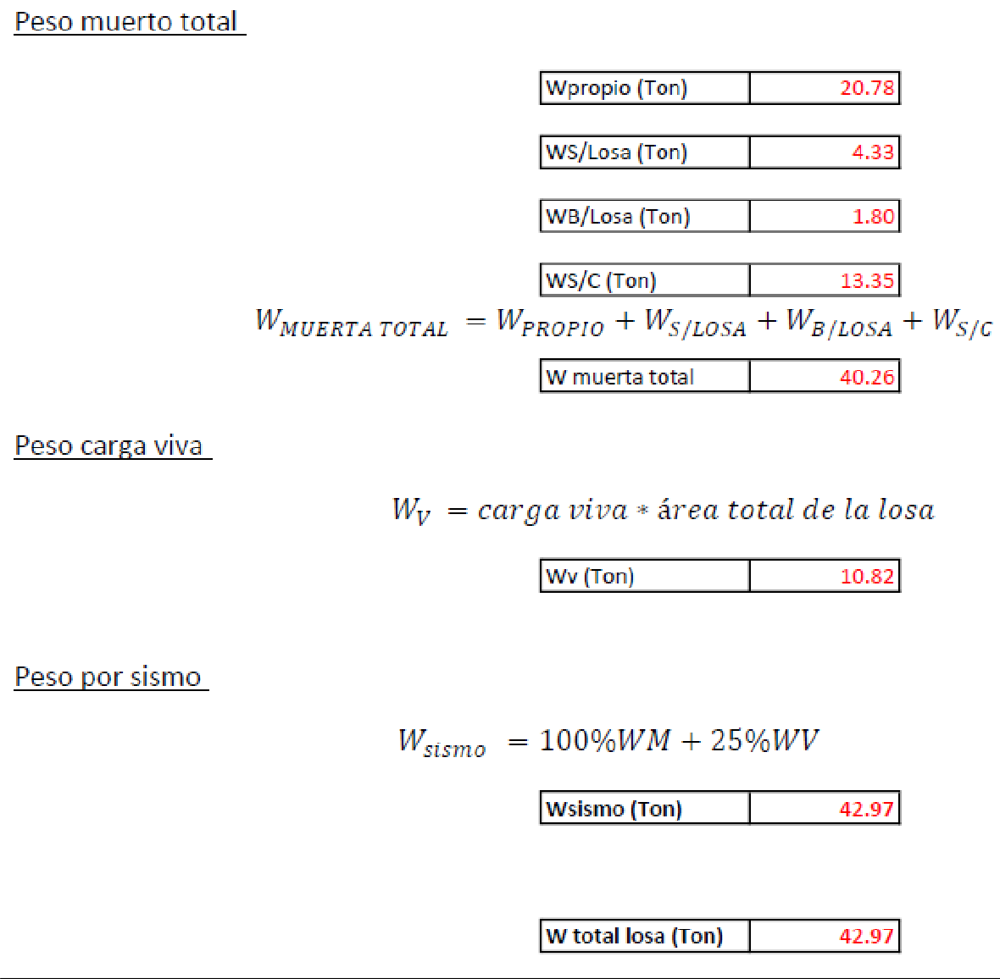 Peso muerto total
Wpropio (Ton) 20.78
WS/Losa (Ton) 4.33
WB/Losa (Ton) 1.80
WS/C (Ton) 13.35
W_{MUERTA TOTAL} = W_{PROPIO} + W_{S/LOSA} + W_{B/LOSA} + W_{S/C}
W muerta total 40.26
Peso carga viva
W_V = carga viva * área total de la losa
Wv (Ton) 10.82
Peso por sismo
W_{sismo} = 100%WM + 25%WV
Wsismo (Ton) 42.97
W total losa (Ton) 42.97